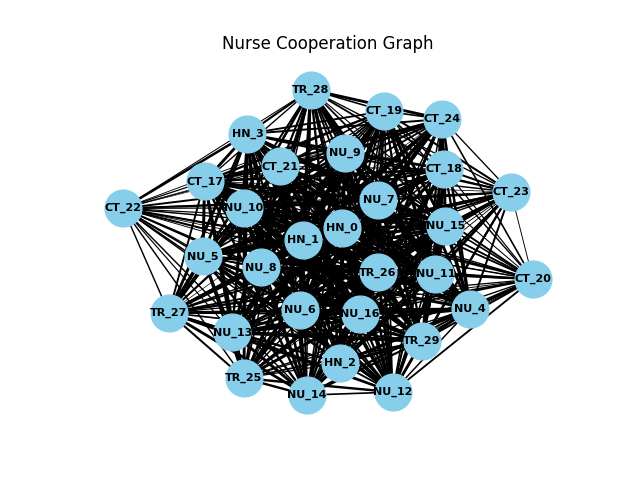 Nurse Cooperation Graph
TR_28
CT_19
CT_24
HN_3
NU_9
CT_21
CT_18
CT_17
CT_23
NU_7
CT_22
NU_10
NU_15
HN_0
HN_1
NU_5
NU_8
TR_26
NU_11
CT_20
NU_6
NU_4
TR_27
NU_16
NU_13
TR_29
HN_2
TR_25
NU_12
NU_14